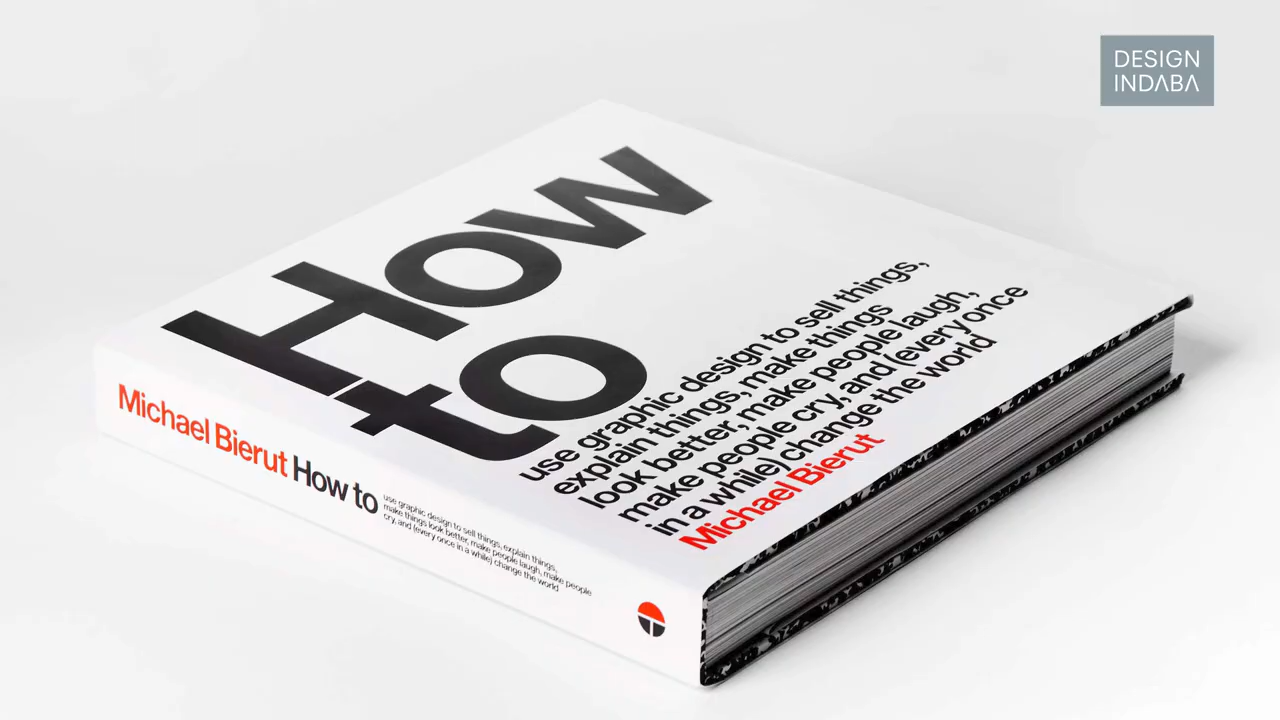 DESIGN
INDABA
How
to
use graphic design to sell things,
explain things, make things
look better, make people laugh,
make people cry, and (every once
in a while) change the world
Michael Bierut
Michael Bierut How to
use graphic design to sell things, explain things,
make things look better, make people laugh, make people
cry, and (every once in a while) change the world